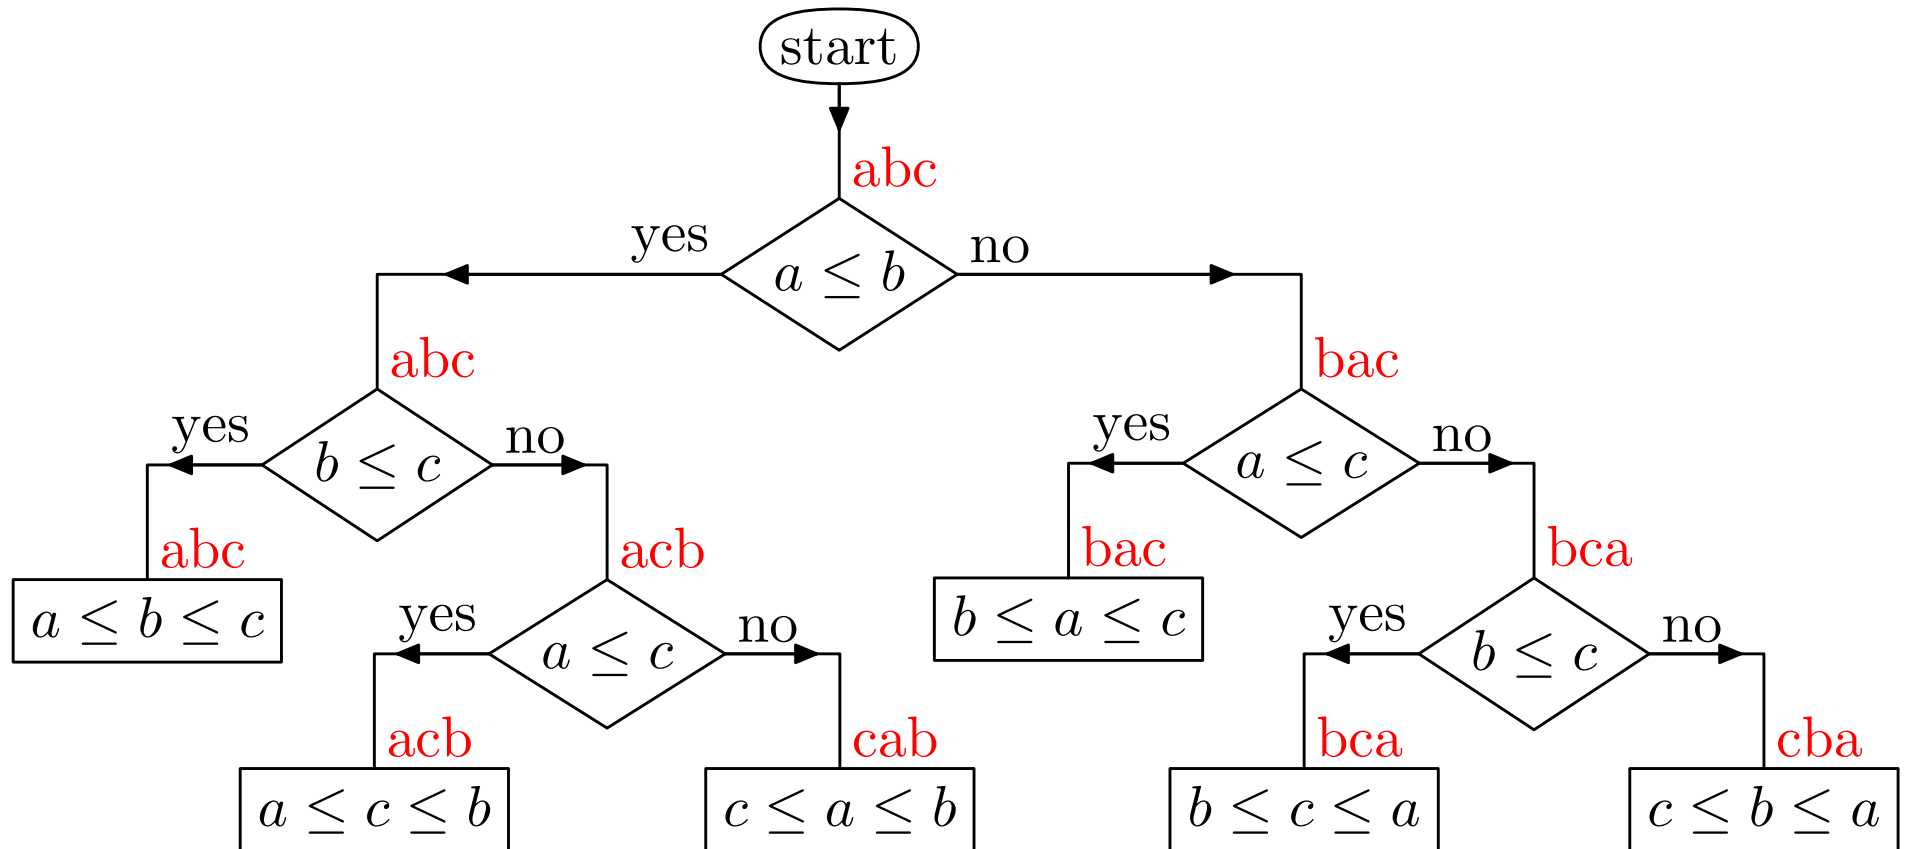 start
abc
yes
a ≤ b
no
abc
bac
yes
b ≤ c
no
yes
a ≤ c
no
abc
acb
bac
bca
a ≤ b ≤ c
yes
a ≤ c
no
b ≤ a ≤ c
yes
b ≤ c
no
acb
cab
bca
cba
a ≤ c ≤ b
c ≤ a ≤ b
b ≤ c ≤ a
c ≤ b ≤ a